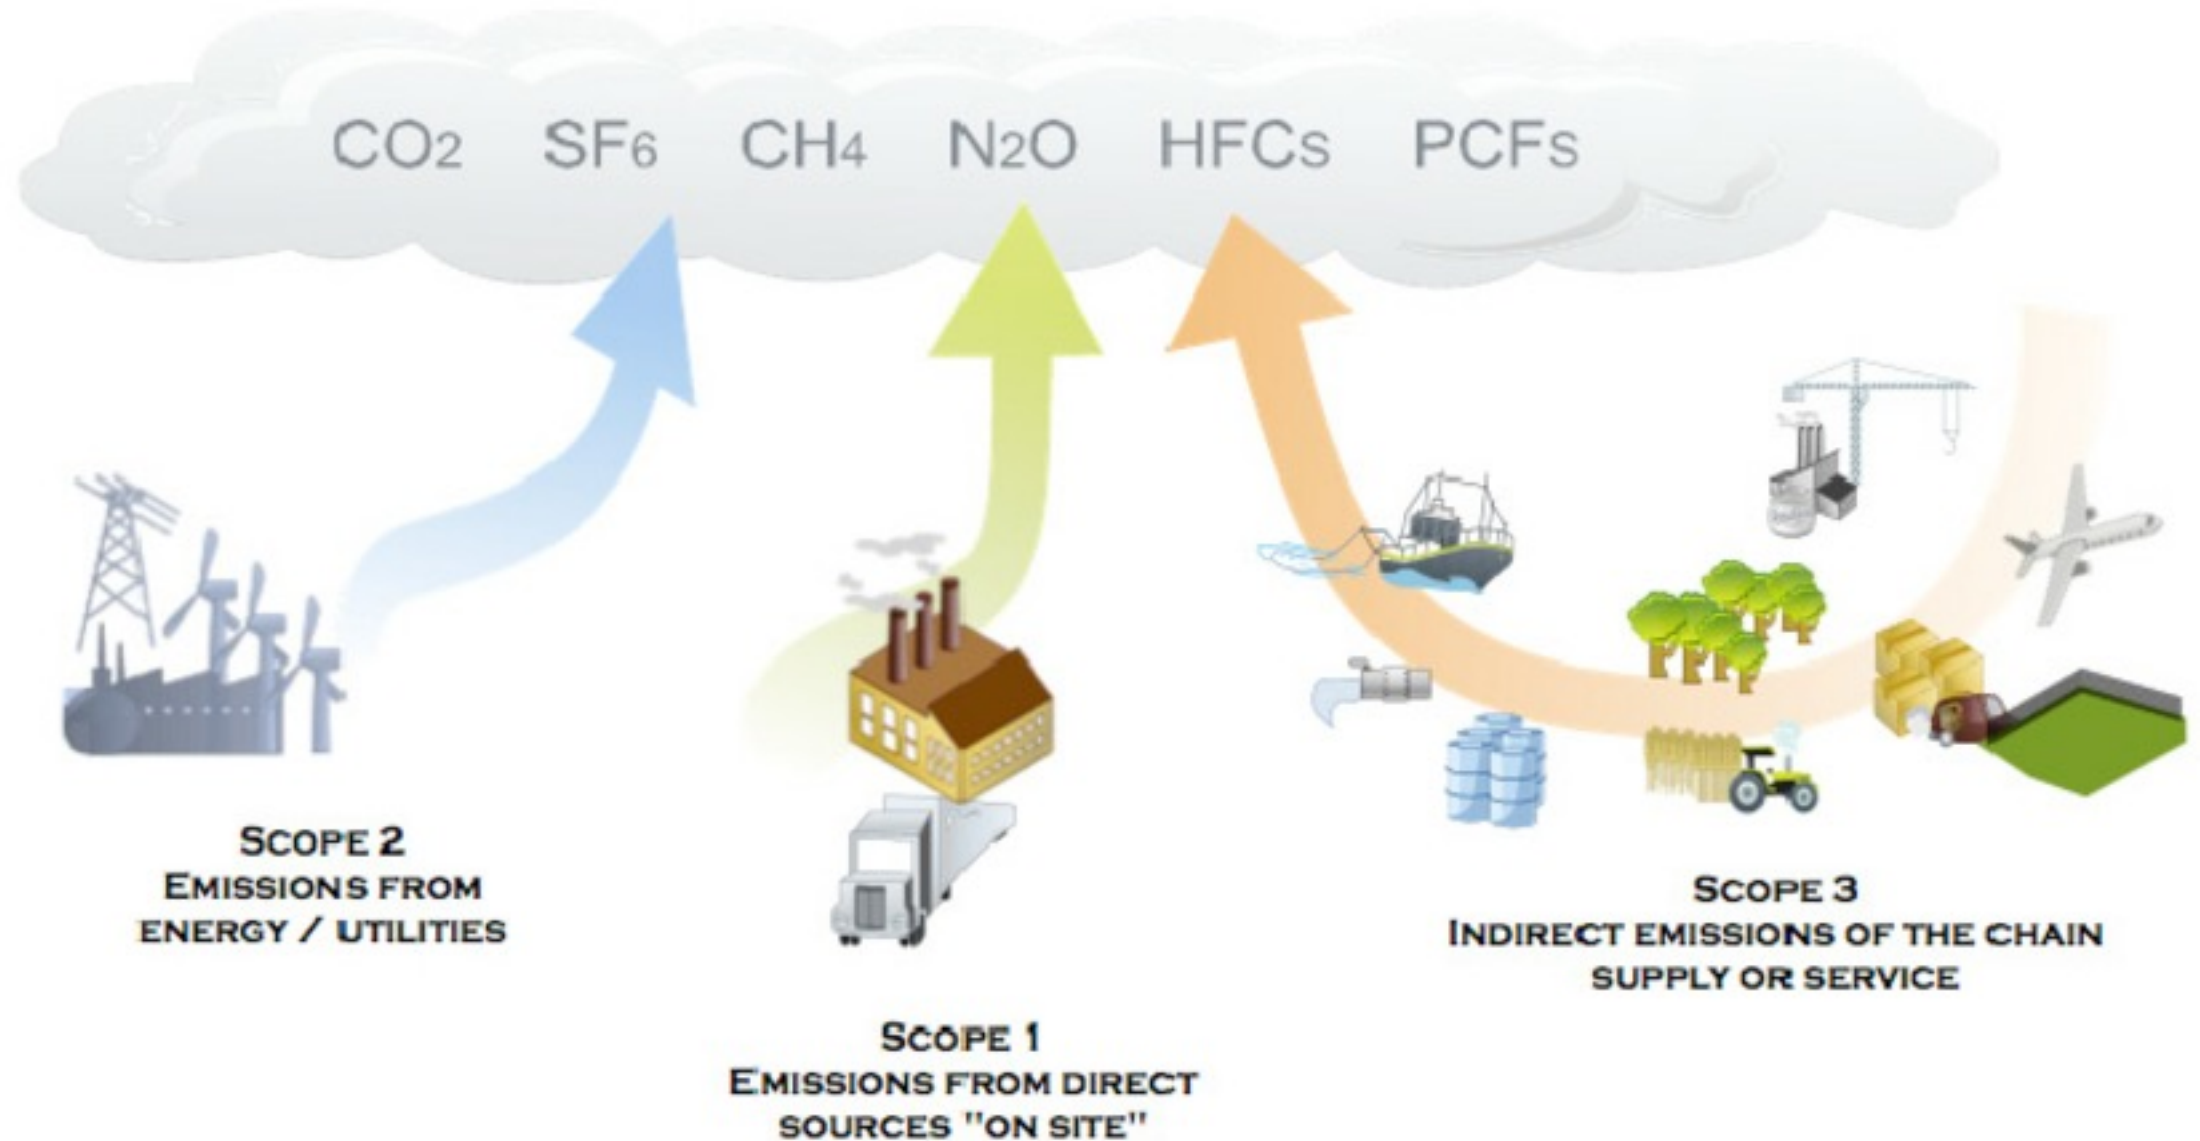 CO2 SF6 CH4 N2O HFCs PCFs
SCOPE 2
EMISSIONS FROM
ENERGY / UTILITIES
SCOPE 1
EMISSIONS FROM DIRECT
SOURCES "ON SITE"
SCOPE 3
INDIRECT EMISSIONS OF THE CHAIN
SUPPLY OR SERVICE